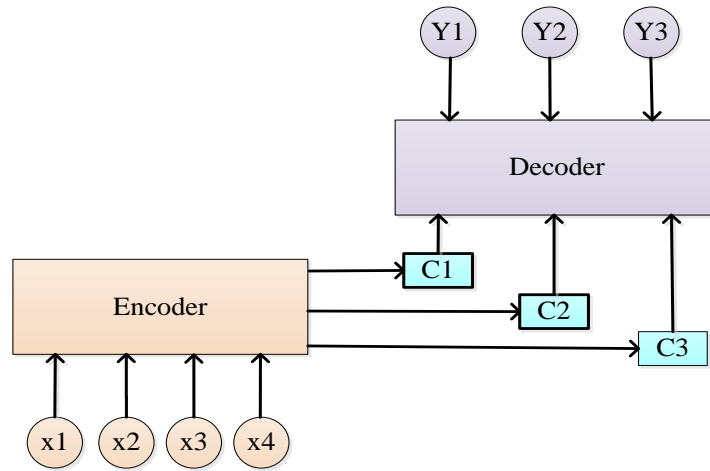 Y1 Y2 Y3
Decoder
C1
Encoder
C2
C3
x1 x2 x3 x4